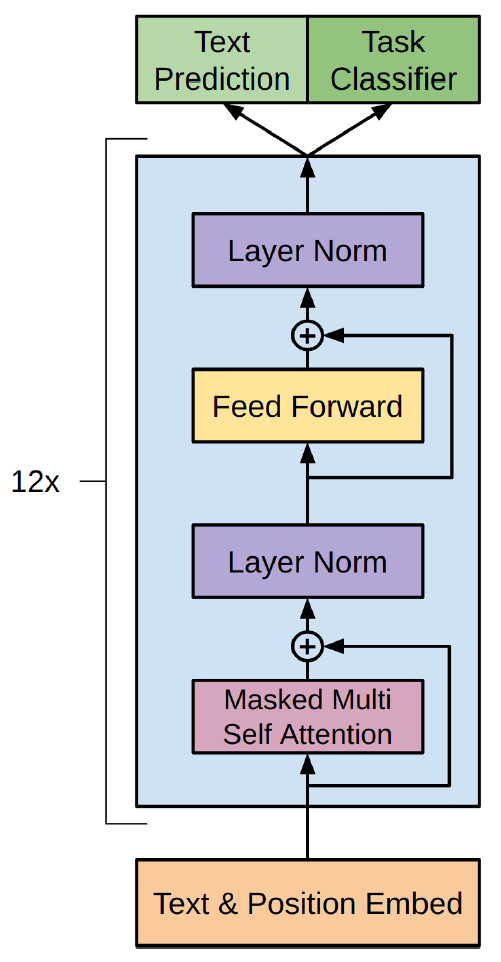 Text
Prediction
Task
Classifier
Layer Norm
+
Feed Forward
12x
Layer Norm
+
Masked Multi
Self Attention
Text & Position Embed